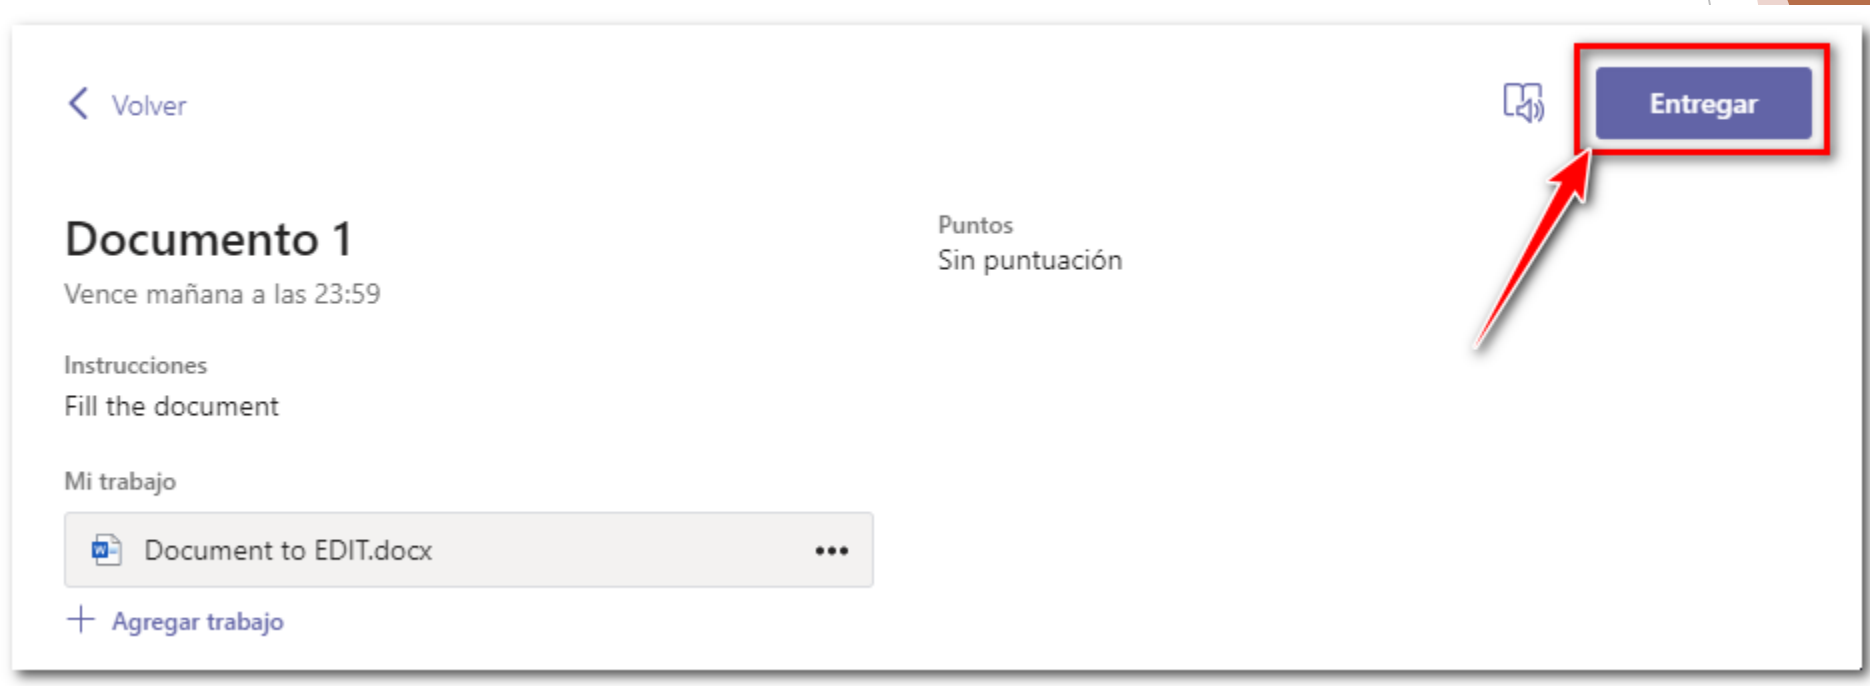 Volver
Entregar
Documento 1
Vence mañana a las 23:59
Puntos
Sin puntuación
Instrucciones
Fill the document
Mi trabajo
Document to EDIT.docx
Agregar trabajo